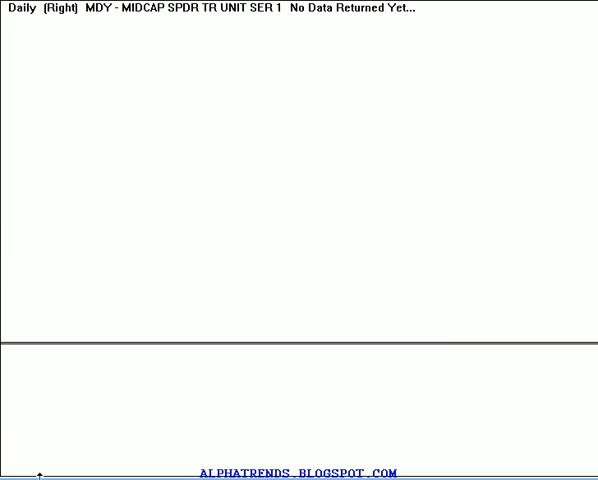 Daily (Right) MDY - MIDCAP SPDR TR UNIT SER 1 No Data Returned Yet...
ALPHATRENDS.BLOGSPOT.COM